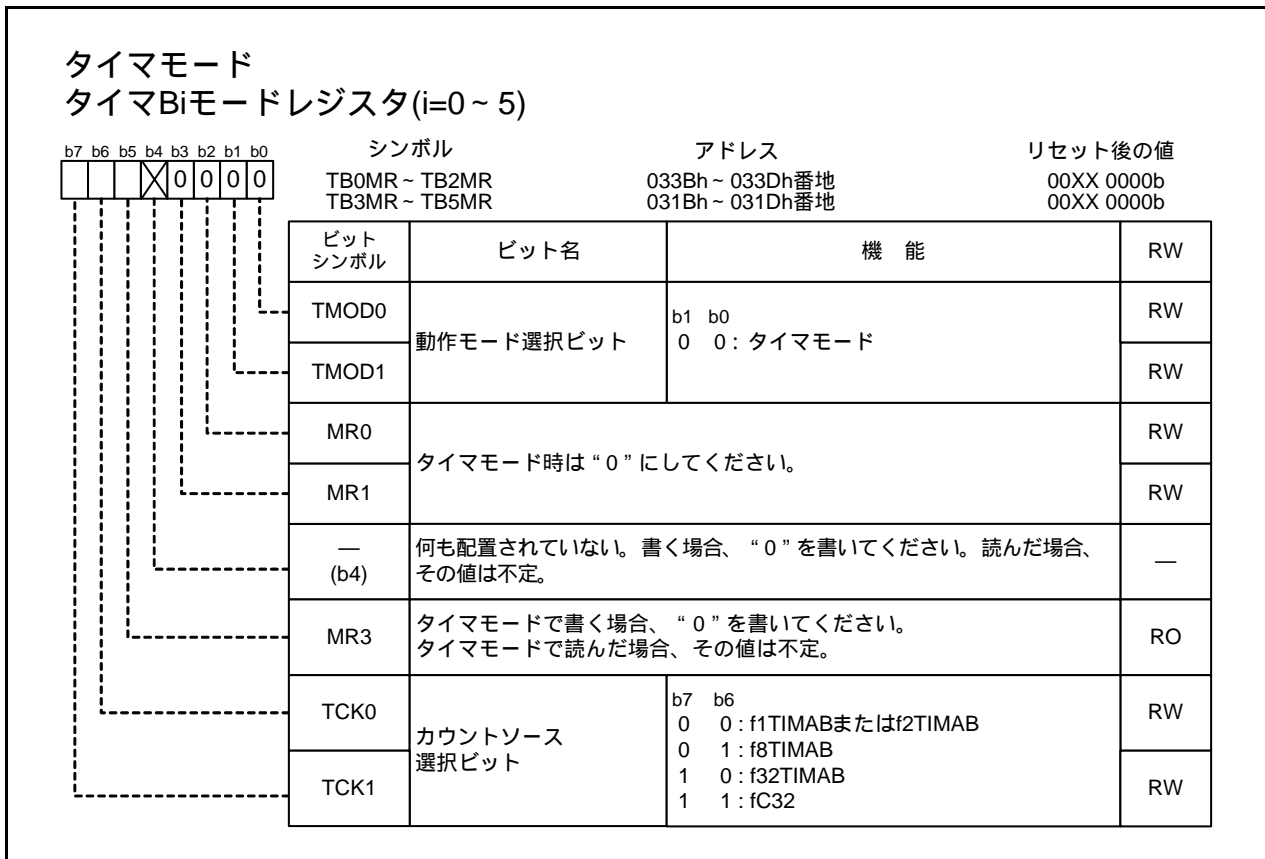 タイマモード
タイマBiモードレジスタ(i=0 ~ 5)
b7 b6 b5 b4 b3 b2 b1 b0
0 0 0 0
シンボル アドレス リセット後の値
TB0MR ~ TB2MR 033Bh ~ 033Dh番地 00XX 0000b
TB3MR ~ TB5MR 031Bh ~ 031Dh番地 00XX 0000b
ビット
シンボル
ビット名
機 能
RW
TMOD0
RW
動作モード選択ビット
b1 b0
0 0 : タイマモード
TMOD1
RW
MR0
RW
タイマモード時は “ 0 ” にしてください。
MR1
RW
—
(b4)
何も配置されていない。書く場合、 “ 0 ” を書いてください。読んだ場合、
その値は不定。
—
MR3
タイマモードで書く場合、 “ 0 ” を書いてください。
タイマモードで読んだ場合、その値は不定。
RO
TCK0
RW
カウントソース
選択ビット
b7 b6
0 0 : f1TIMABまたはf2TIMAB
0 1 : f8TIMAB
1 0 : f32TIMAB
1 1 : fC32
TCK1
RW